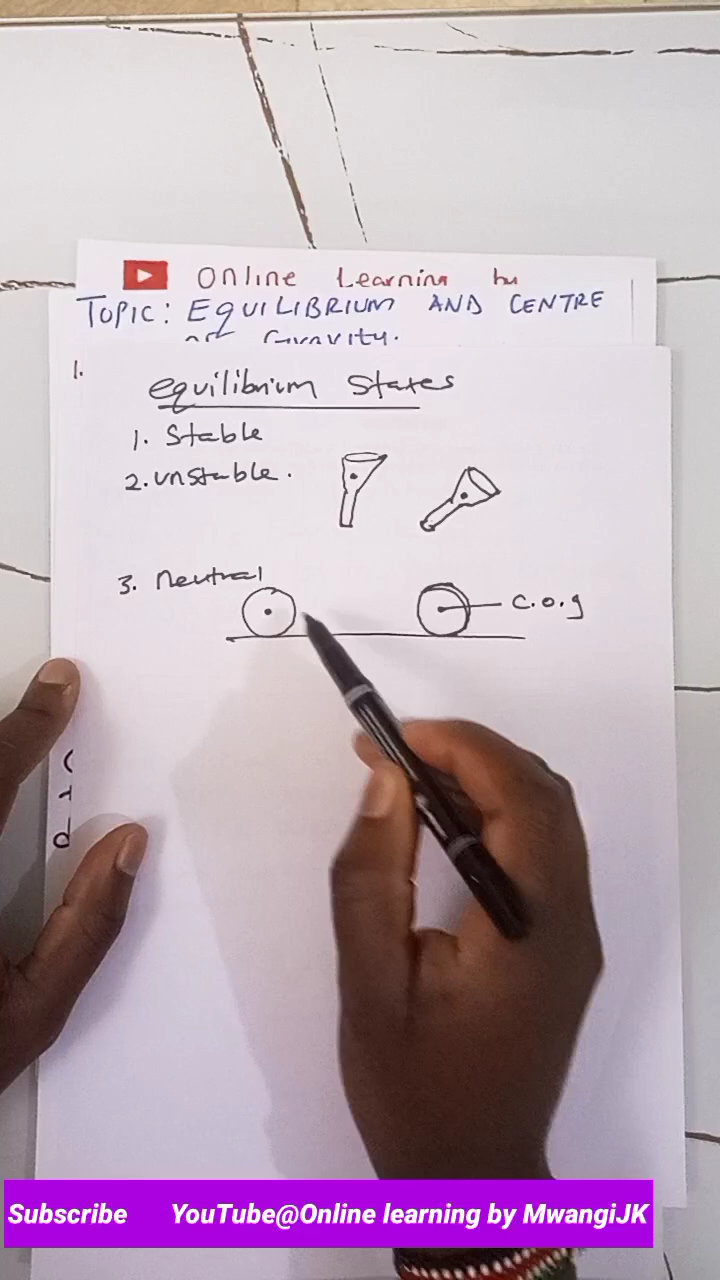 Online Learning
TOPIC: EQUILIBRIUM AND CENTRE
Gravity.
1.
equilibrium States
1. Stable
2. unstable.
3. neutral
c.o.g
Subscribe YouTube@Online learning by MwangiJK